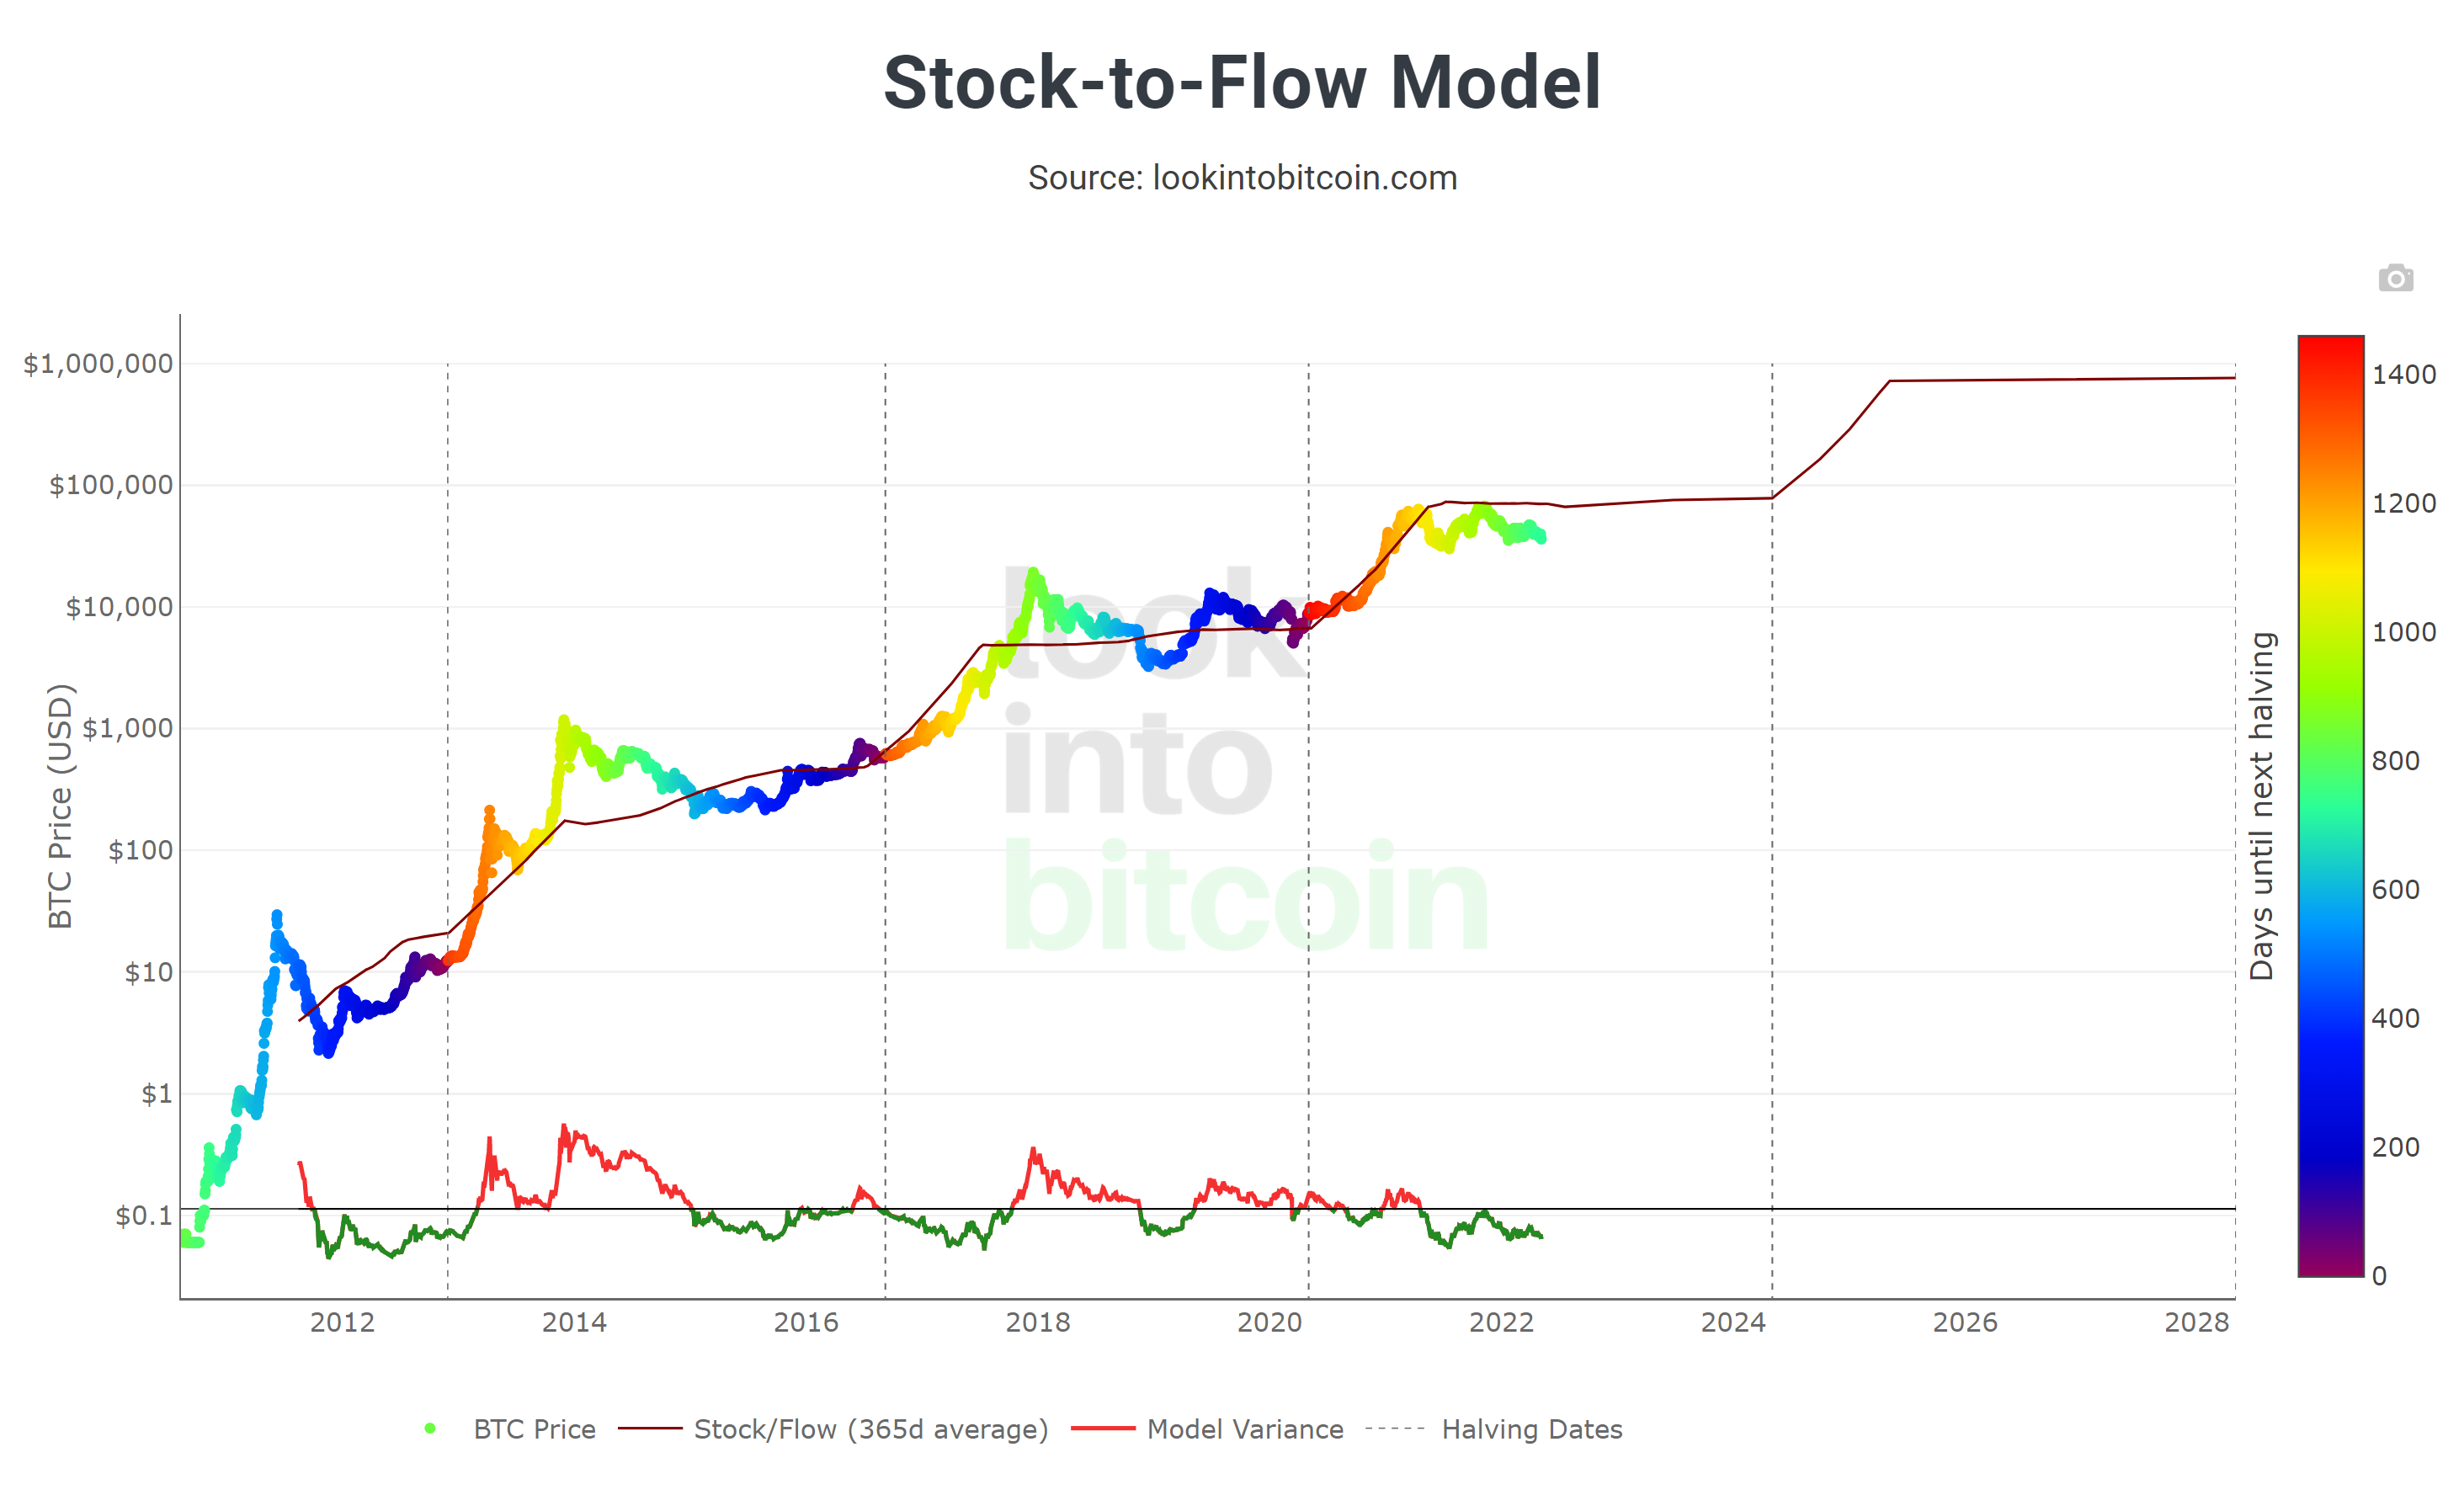 Stock-to-Flow Model
Source: lookintobitcoin.com
$1,000,000
$100,000
$10,000
$1,000
$100
$10
$1
$0.1
BTC Price (USD)
look
into
bitcoin
2012
2014
2016
2018
2020
2022
2024
2026
2028
1400
1200
1000
800
600
400
200
0
Days until next halving
BTC Price
Stock/Flow (365d average)
Model Variance
Halving Dates